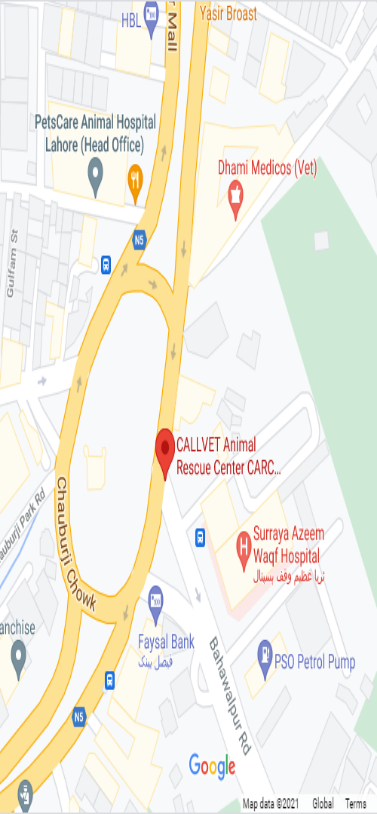 HBL
r Mall
Yasir Broast
PetsCare Animal Hospital
Lahore (Head Office)
Dhami Medicos (Vet)
N5
Gulfam St
CALLVET Animal
Rescue Center CARC...
Chauburji Chowk
auburji Park Rd
Surraya Azeem
Waqf Hospital
ثریا عظیم وقف ہسپتال
anchise
Faysal Bank
فیصل بینک
Bahawalpur Rd
PSO Petrol Pump
N5
Google
Map data ©2021 Global Terms